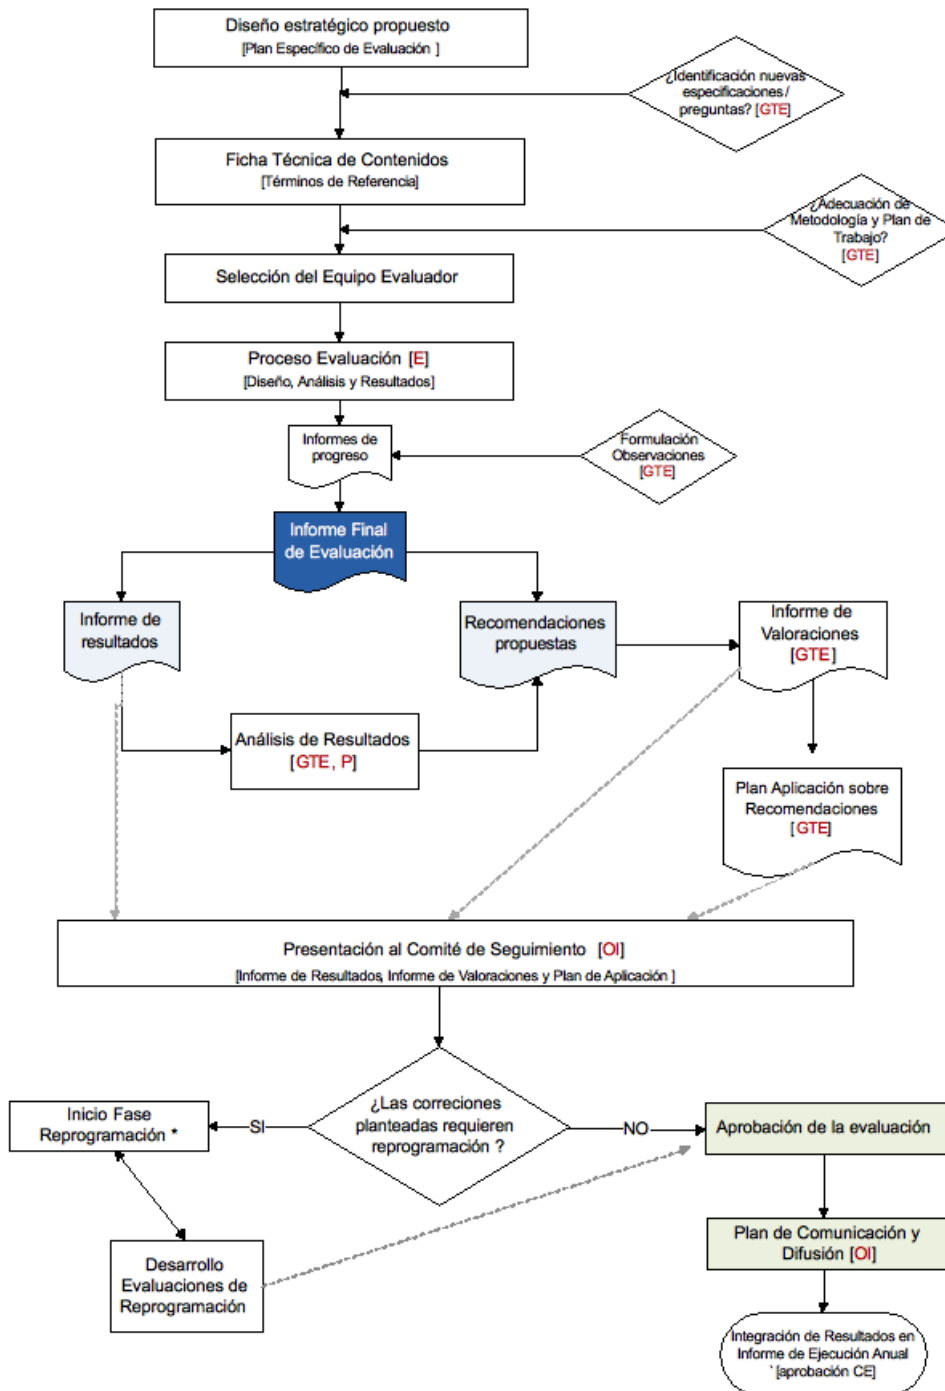 Diseño estratégico propuesto
[Plan Específico de Evaluación ]
¿Identificación nuevas
especificaciones/
preguntas? [GTE]
Ficha Técnica de Contenidos
[Términos de Referencia]
¿Adecuación de
Metodología y Plan de
Trabajo?
[GTE]
Selección del Equipo Evaluador
Proceso Evaluación [E]
[Diseño, Análisis y Resultados]
Informes de
progreso
Formulación
Observaciones
[GTE]
Informe Final
de Evaluación
Informe de
resultados
Recomendaciones
propuestas
Informe de
Valoraciones
[GTE]
Análisis de Resultados
[GTE, P]
Plan Aplicación sobre
Recomendaciones
[GTE]
Presentación al Comité de Seguimiento [OI]
[Informe de Resultados, Informe de Valoraciones y Plan de Aplicación ]
¿Las correciones
planteadas requieren
reprogramación ?
SI
NO
Inicio Fase
Reprogramación *
Aprobación de la evaluación
Desarrollo
Evaluaciones de
Reprogramación
Plan de Comunicación y
Difusión [OI]
Integración de Resultados en
Informe de Ejecución Anual
` [aprobación CE]